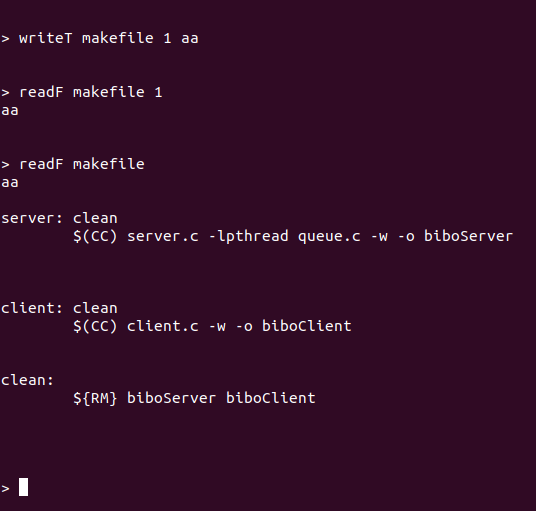 > writeT makefile 1 aa
> readF makefile 1
aa
> readF makefile
aa
server: clean
        $(CC) server.c -lpthread queue.c -w -o biboServer
client: clean
        $(CC) client.c -w -o biboClient
clean:
        ${RM} biboServer biboClient
>